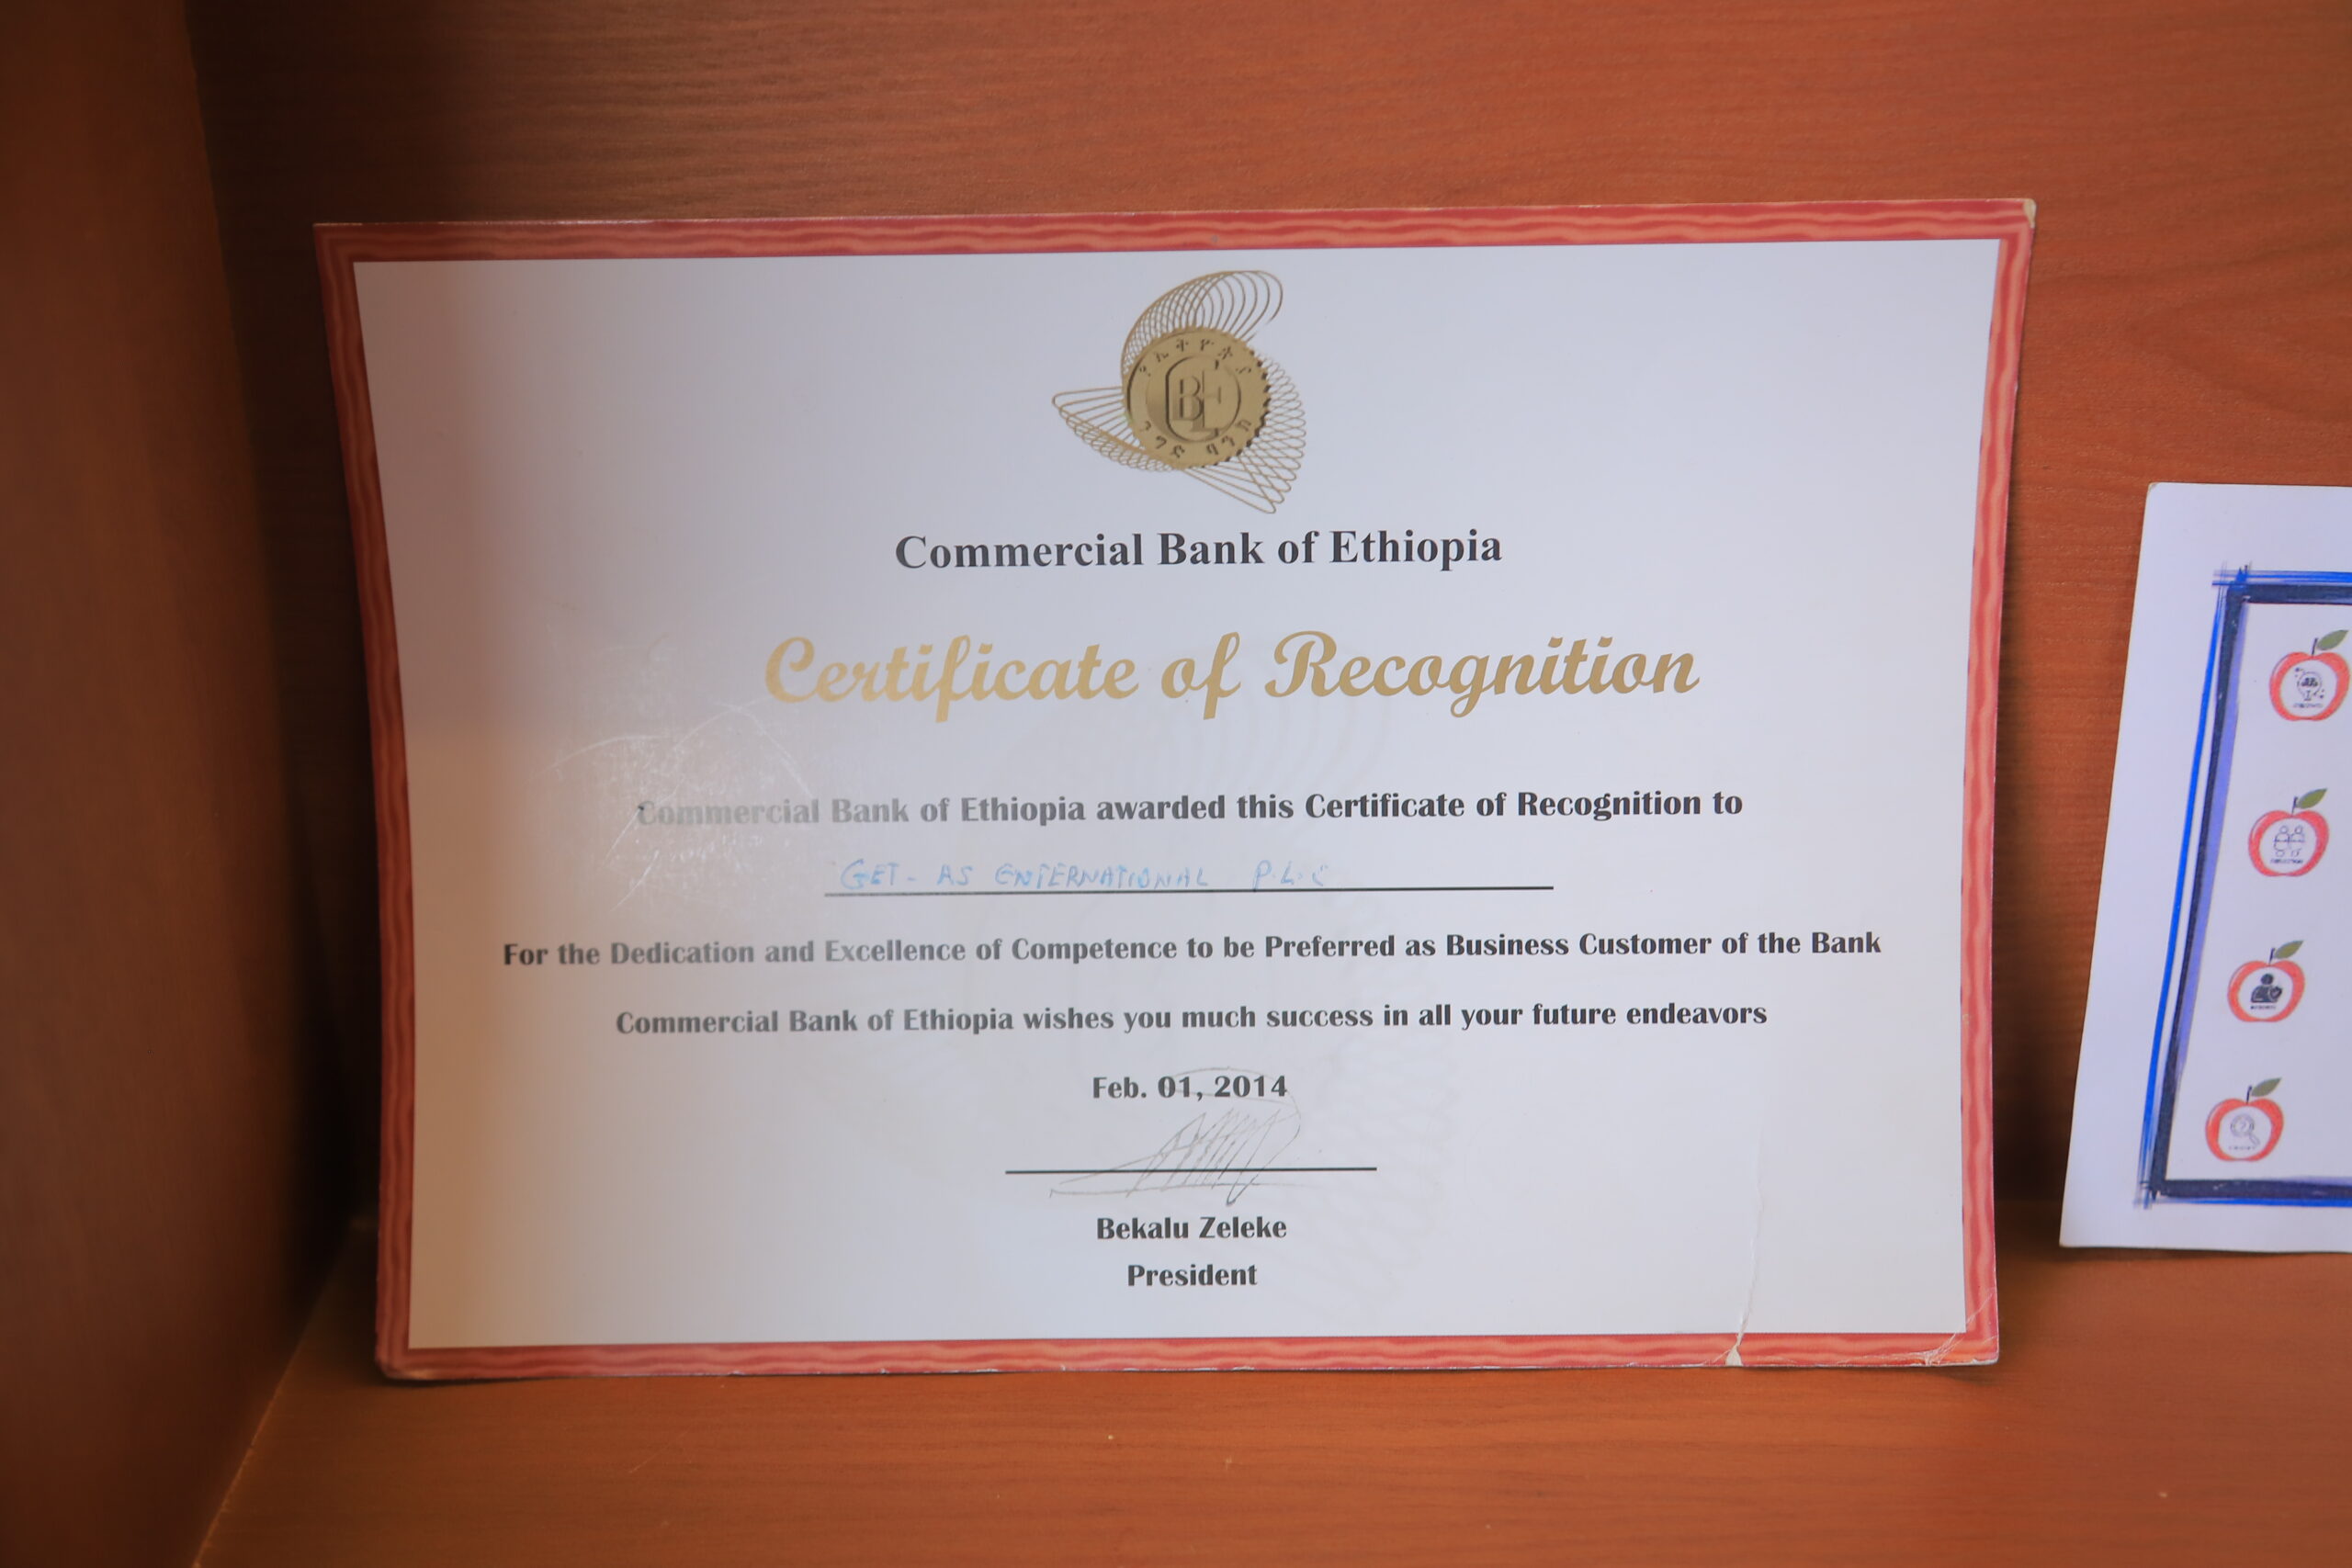 Commercial Bank of Ethiopia
Certificate of Recognition
Commercial Bank of Ethiopia awarded this Certificate of Recognition to
GET-AS ENTERNATIONAL P.L.C
For the Dedication and Excellence of Competence to be Preferred as Business Customer of the Bank
Commercial Bank of Ethiopia wishes you much success in all your future endeavors
Feb. 01, 2014
Bekalu Zeleke
President